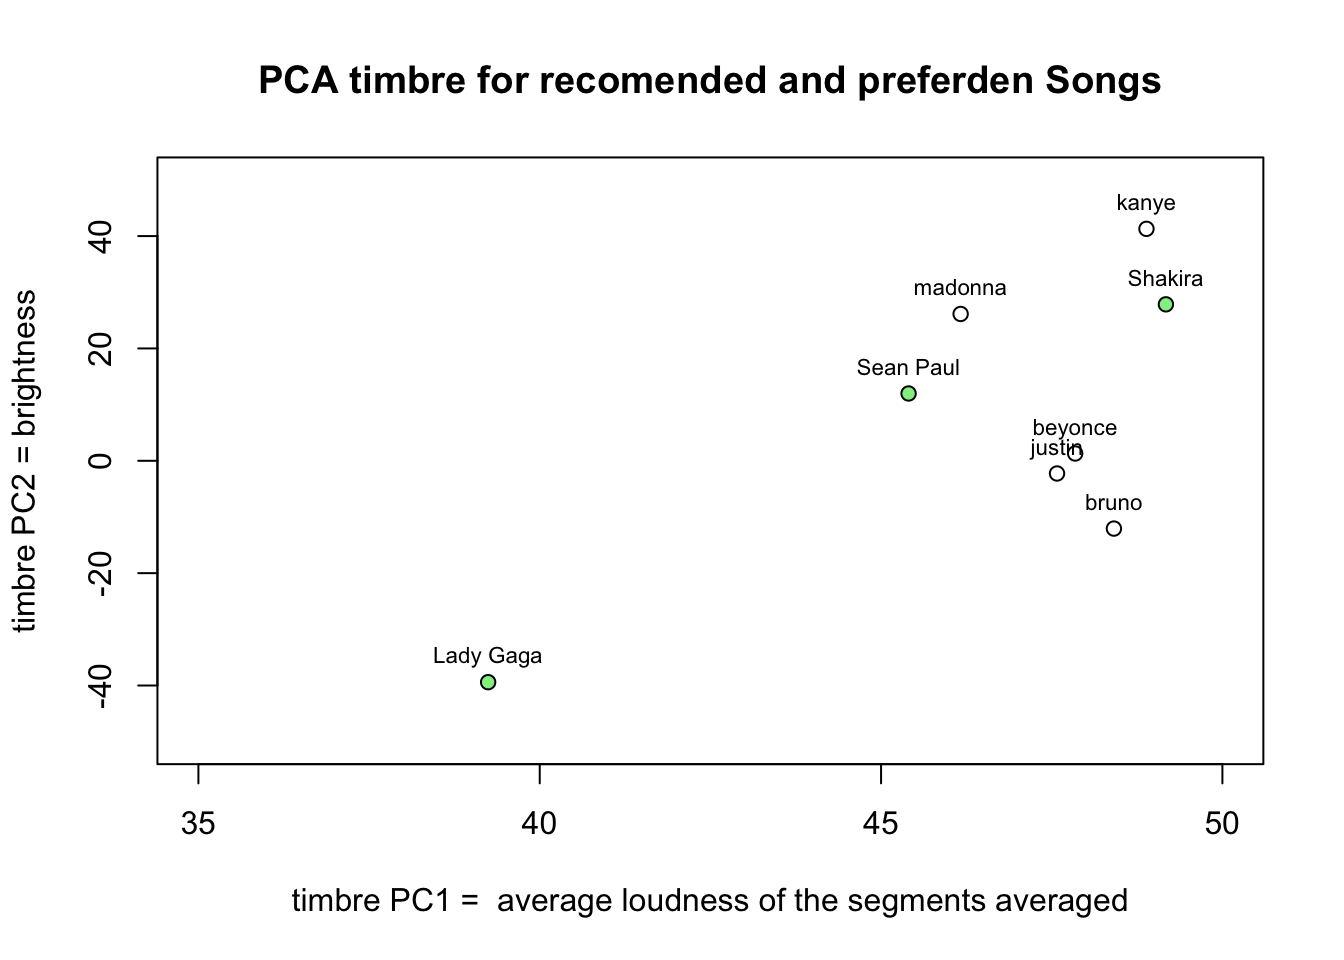 PCA timbre for recomended and preferden Songs
kanye
Shakira
madonna
Sean Paul
beyonce
justin
bruno
Lady Gaga
timbre PC2 = brightness
40
20
0
-20
-40
35 40 45 50
timbre PC1 =  average loudness of the segments averaged